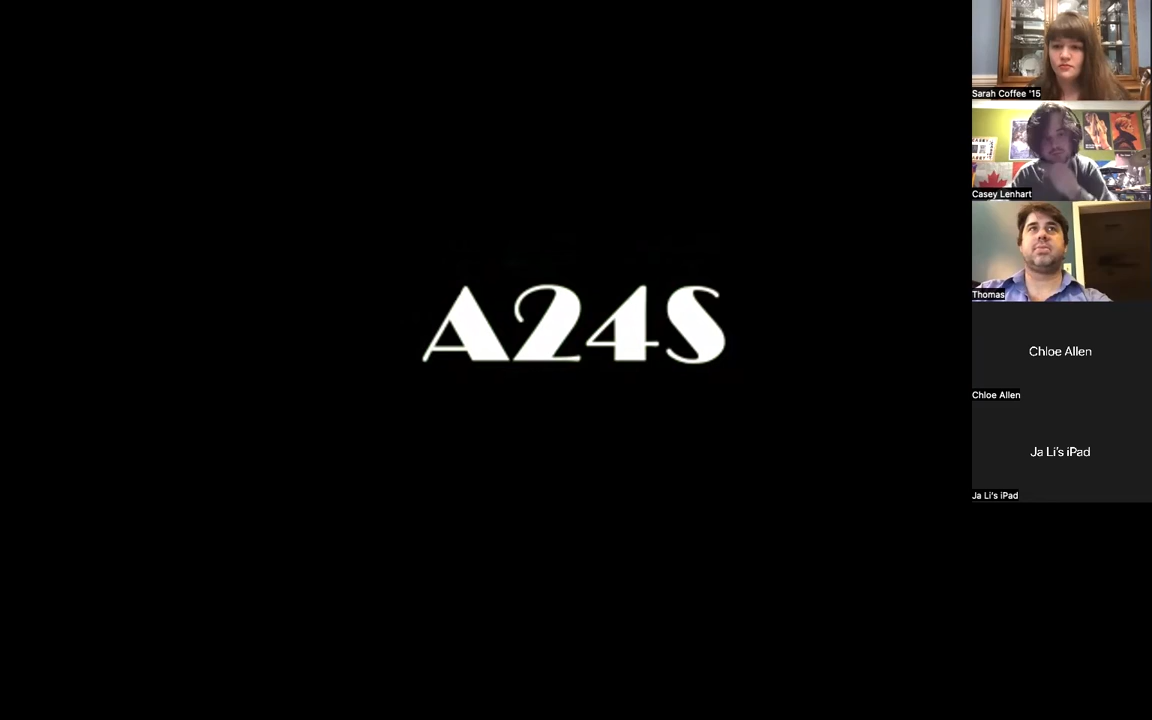 A24S
Sarah Coffee '15
Casey Lenhart
Thomas
Chloe Allen
Chloe Allen
Ja Li's iPad
Ja Li's iPad